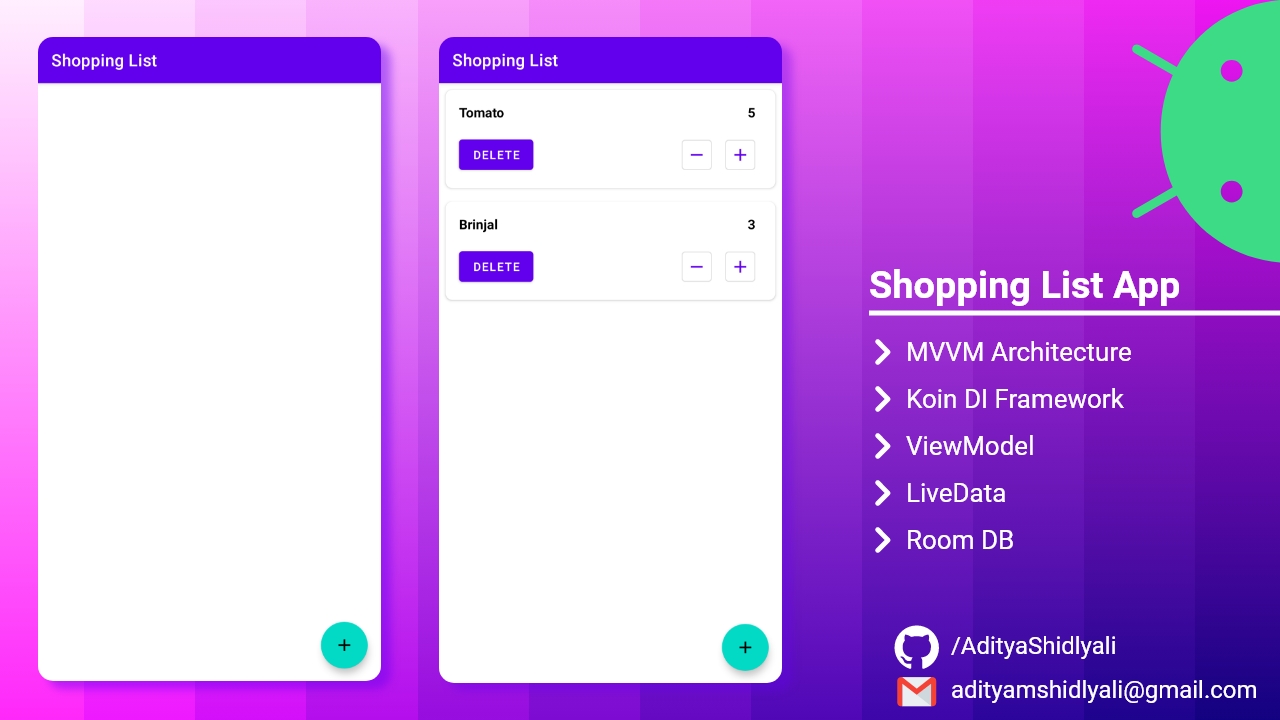 Shopping List
Shopping List
Tomato 5
DELETE − +
Brinjal 3
DELETE − +
+
+
Shopping List App
MVVM Architecture
Koin DI Framework
ViewModel
LiveData
Room DB
/AdityaShidlyali
adityamshidlyali@gmail.com